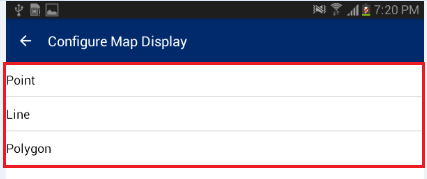 7:20 PM
Configure Map Display
Point
Line
Polygon